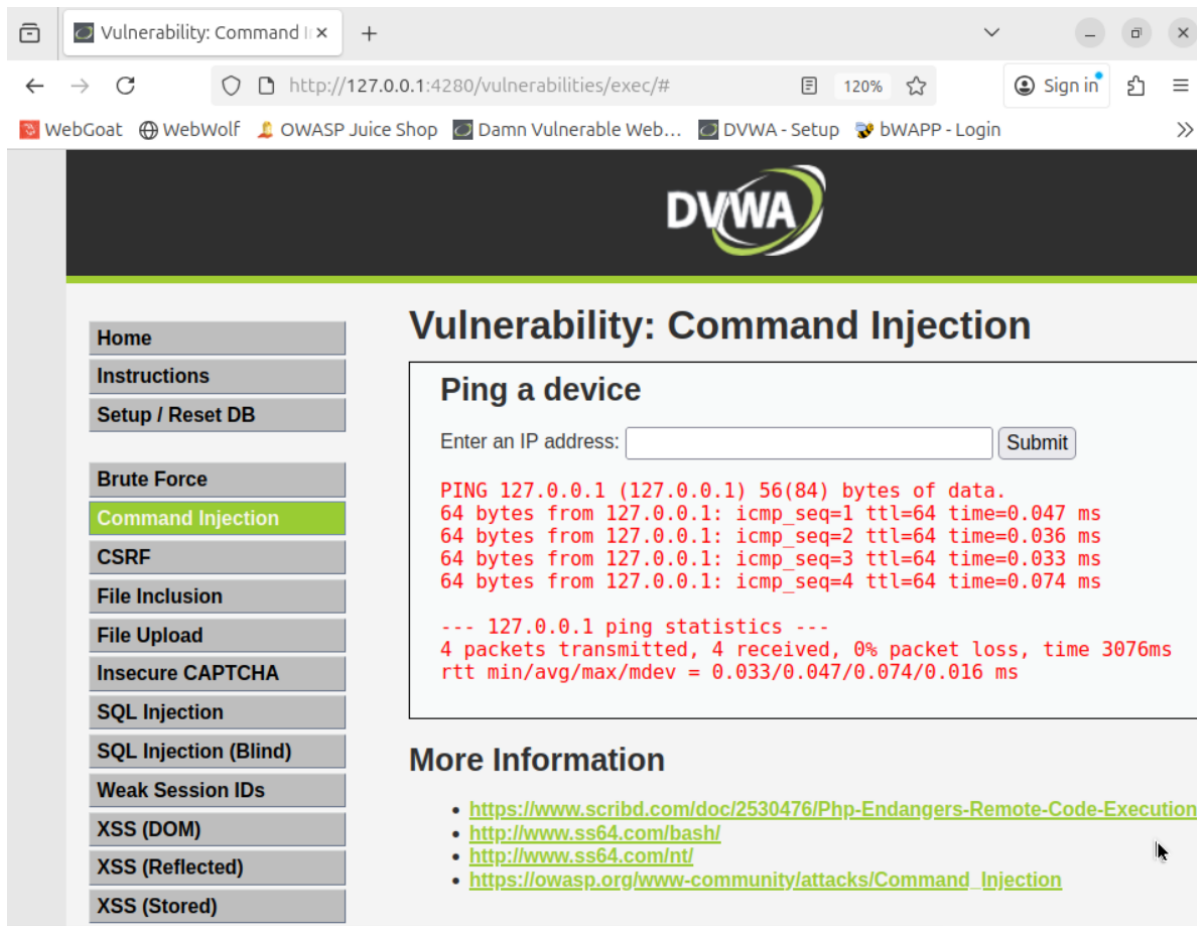 Vulnerability: Command I
http://127.0.0.1:4280/vulnerabilities/exec/#
120%
Sign in
WebGoat WebWolf OWASP Juice Shop Damn Vulnerable Web... DVWA - Setup bWAPP - Login
DVWA
Home
Instructions
Setup / Reset DB
Brute Force
Command Injection
CSRF
File Inclusion
File Upload
Insecure CAPTCHA
SQL Injection
SQL Injection (Blind)
Weak Session IDs
XSS (DOM)
XSS (Reflected)
XSS (Stored)
Vulnerability: Command Injection
Ping a device
Enter an IP address: Submit
PING 127.0.0.1 (127.0.0.1) 56(84) bytes of data.
64 bytes from 127.0.0.1: icmp_seq=1 ttl=64 time=0.047 ms
64 bytes from 127.0.0.1: icmp_seq=2 ttl=64 time=0.036 ms
64 bytes from 127.0.0.1: icmp_seq=3 ttl=64 time=0.033 ms
64 bytes from 127.0.0.1: icmp_seq=4 ttl=64 time=0.074 ms
--- 127.0.0.1 ping statistics ---
4 packets transmitted, 4 received, 0% packet loss, time 3076ms
rtt min/avg/max/mdev = 0.033/0.047/0.074/0.016 ms
More Information
https://www.scribd.com/doc/2530476/Php-Endangers-Remote-Code-Execution
http://www.ss64.com/bash/
http://www.ss64.com/nt/
https://owasp.org/www-community/attacks/Command_Injection